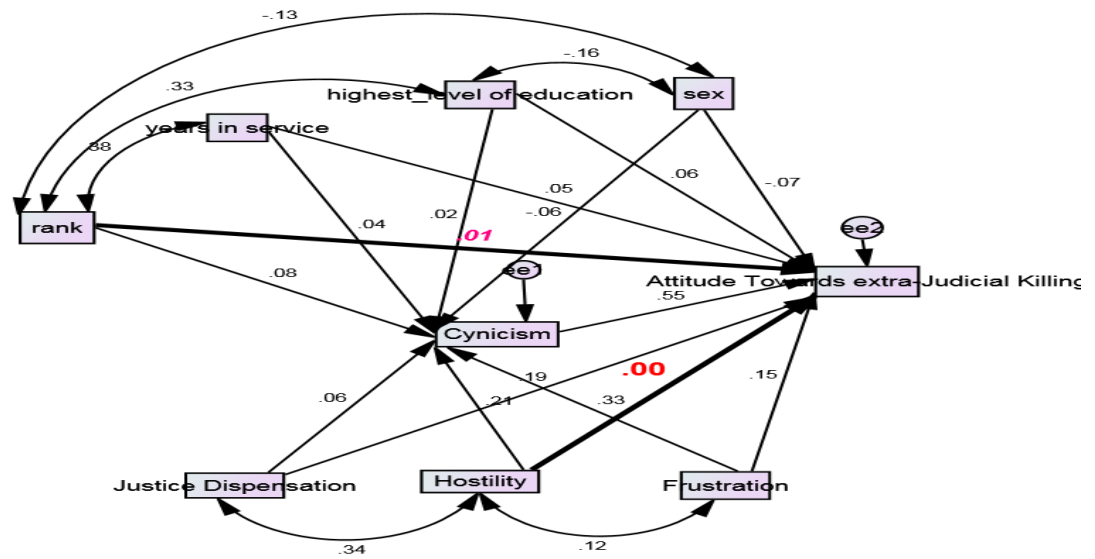 -.13
-.16
.33
highest_level of education
sex
years in service
.06
-.07
.05
rank
.04
.02
-.06
.01
ee2
ee1
.08
Attitude Towards extra-Judicial Killing
.55
Cynicism
.00
.19
.15
.06
.21
.33
Justice Dispensation
Hostility
Frustration
.34
.12